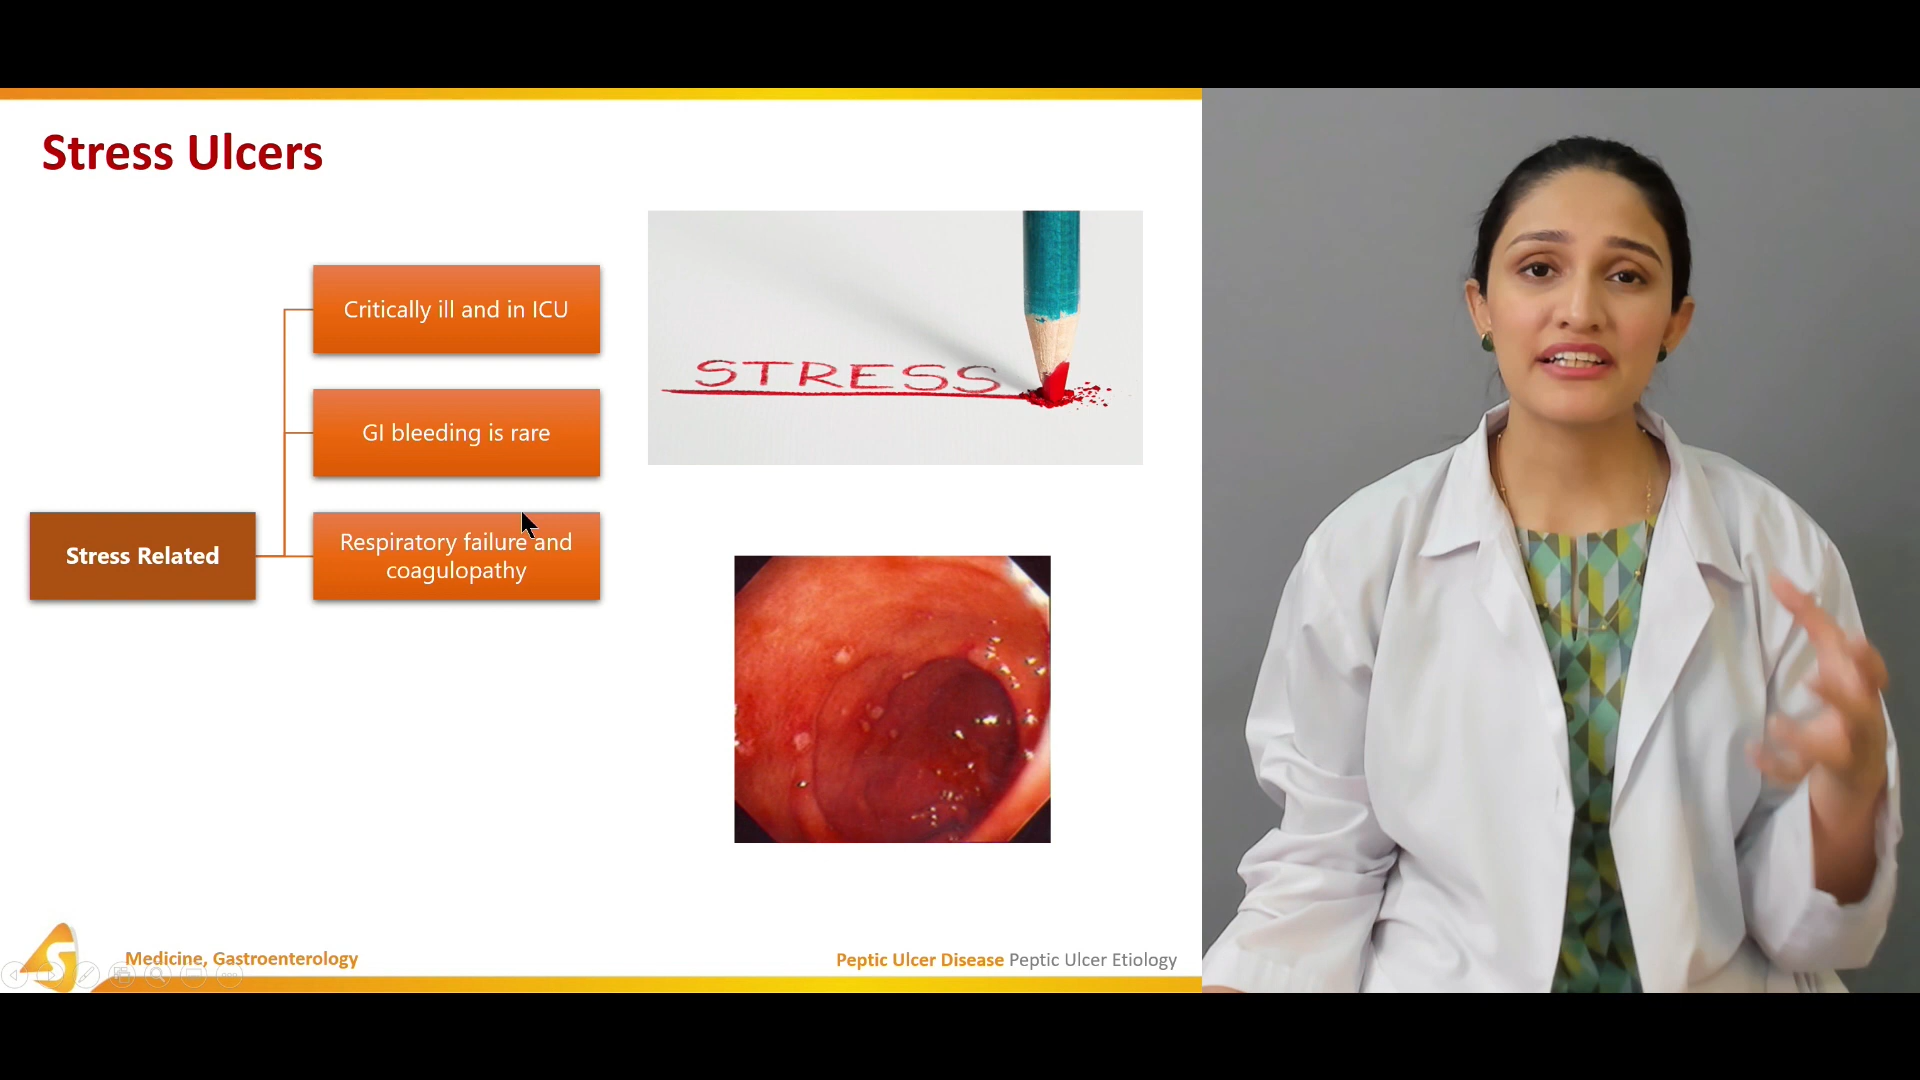 Stress Ulcers
Critically ill and in ICU
GI bleeding is rare
Stress Related
Respiratory failure and
coagulopathy
STRESS
S
Medicine, Gastroenterology
Peptic Ulcer Disease Peptic Ulcer Etiology